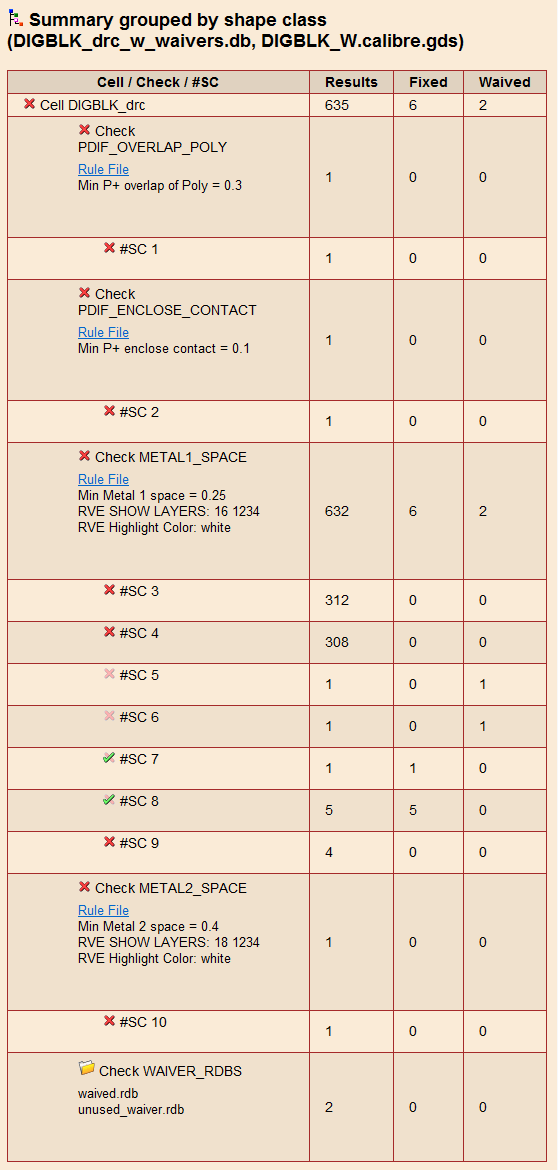 Summary grouped by shape class
(DIGBLK_drc_w_waivers.db, DIGBLK_W.calibre.gds)
Cell / Check / #SC Results Fixed Waived
Cell DIGBLK_drc 635 6 2
Check
PDIF_OVERLAP_POLY
Rule File
Min P+ overlap of Poly = 0.3
1 0 0
#SC 1 1 0 0
Check
PDIF_ENCLOSE_CONTACT
Rule File
Min P+ enclose contact = 0.1
1 0 0
#SC 2 1 0 0
Check METAL1_SPACE
Rule File
Min Metal 1 space = 0.25
RVE SHOW LAYERS: 16 1234
RVE Highlight Color: white
632 6 2
#SC 3 312 0 0
#SC 4 308 0 0
#SC 5 1 0 1
#SC 6 1 0 1
#SC 7 1 1 0
#SC 8 5 5 0
#SC 9 4 0 0
Check METAL2_SPACE
Rule File
Min Metal 2 space = 0.4
RVE SHOW LAYERS: 18 1234
RVE Highlight Color: white
1 0 0
#SC 10 1 0 0
Check WAIVER_RDBS
waived.rdb
unused_waiver.rdb
2 0 0